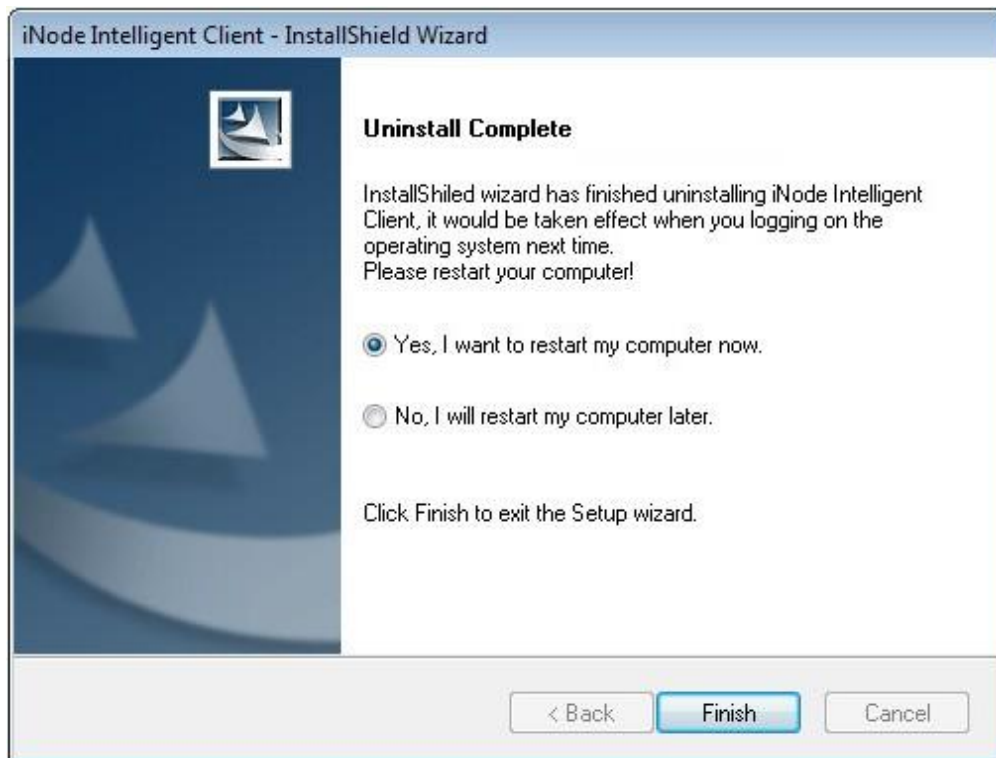 iNode Intelligent Client - InstallShield Wizard
Uninstall Complete
InstallShiled wizard has finished uninstalling iNode Intelligent
Client, it would be taken effect when you logging on the
operating system next time.
Please restart your computer!
Yes, I want to restart my computer now.
No, I will restart my computer later.
Click Finish to exit the Setup wizard.
< Back
Finish
Cancel